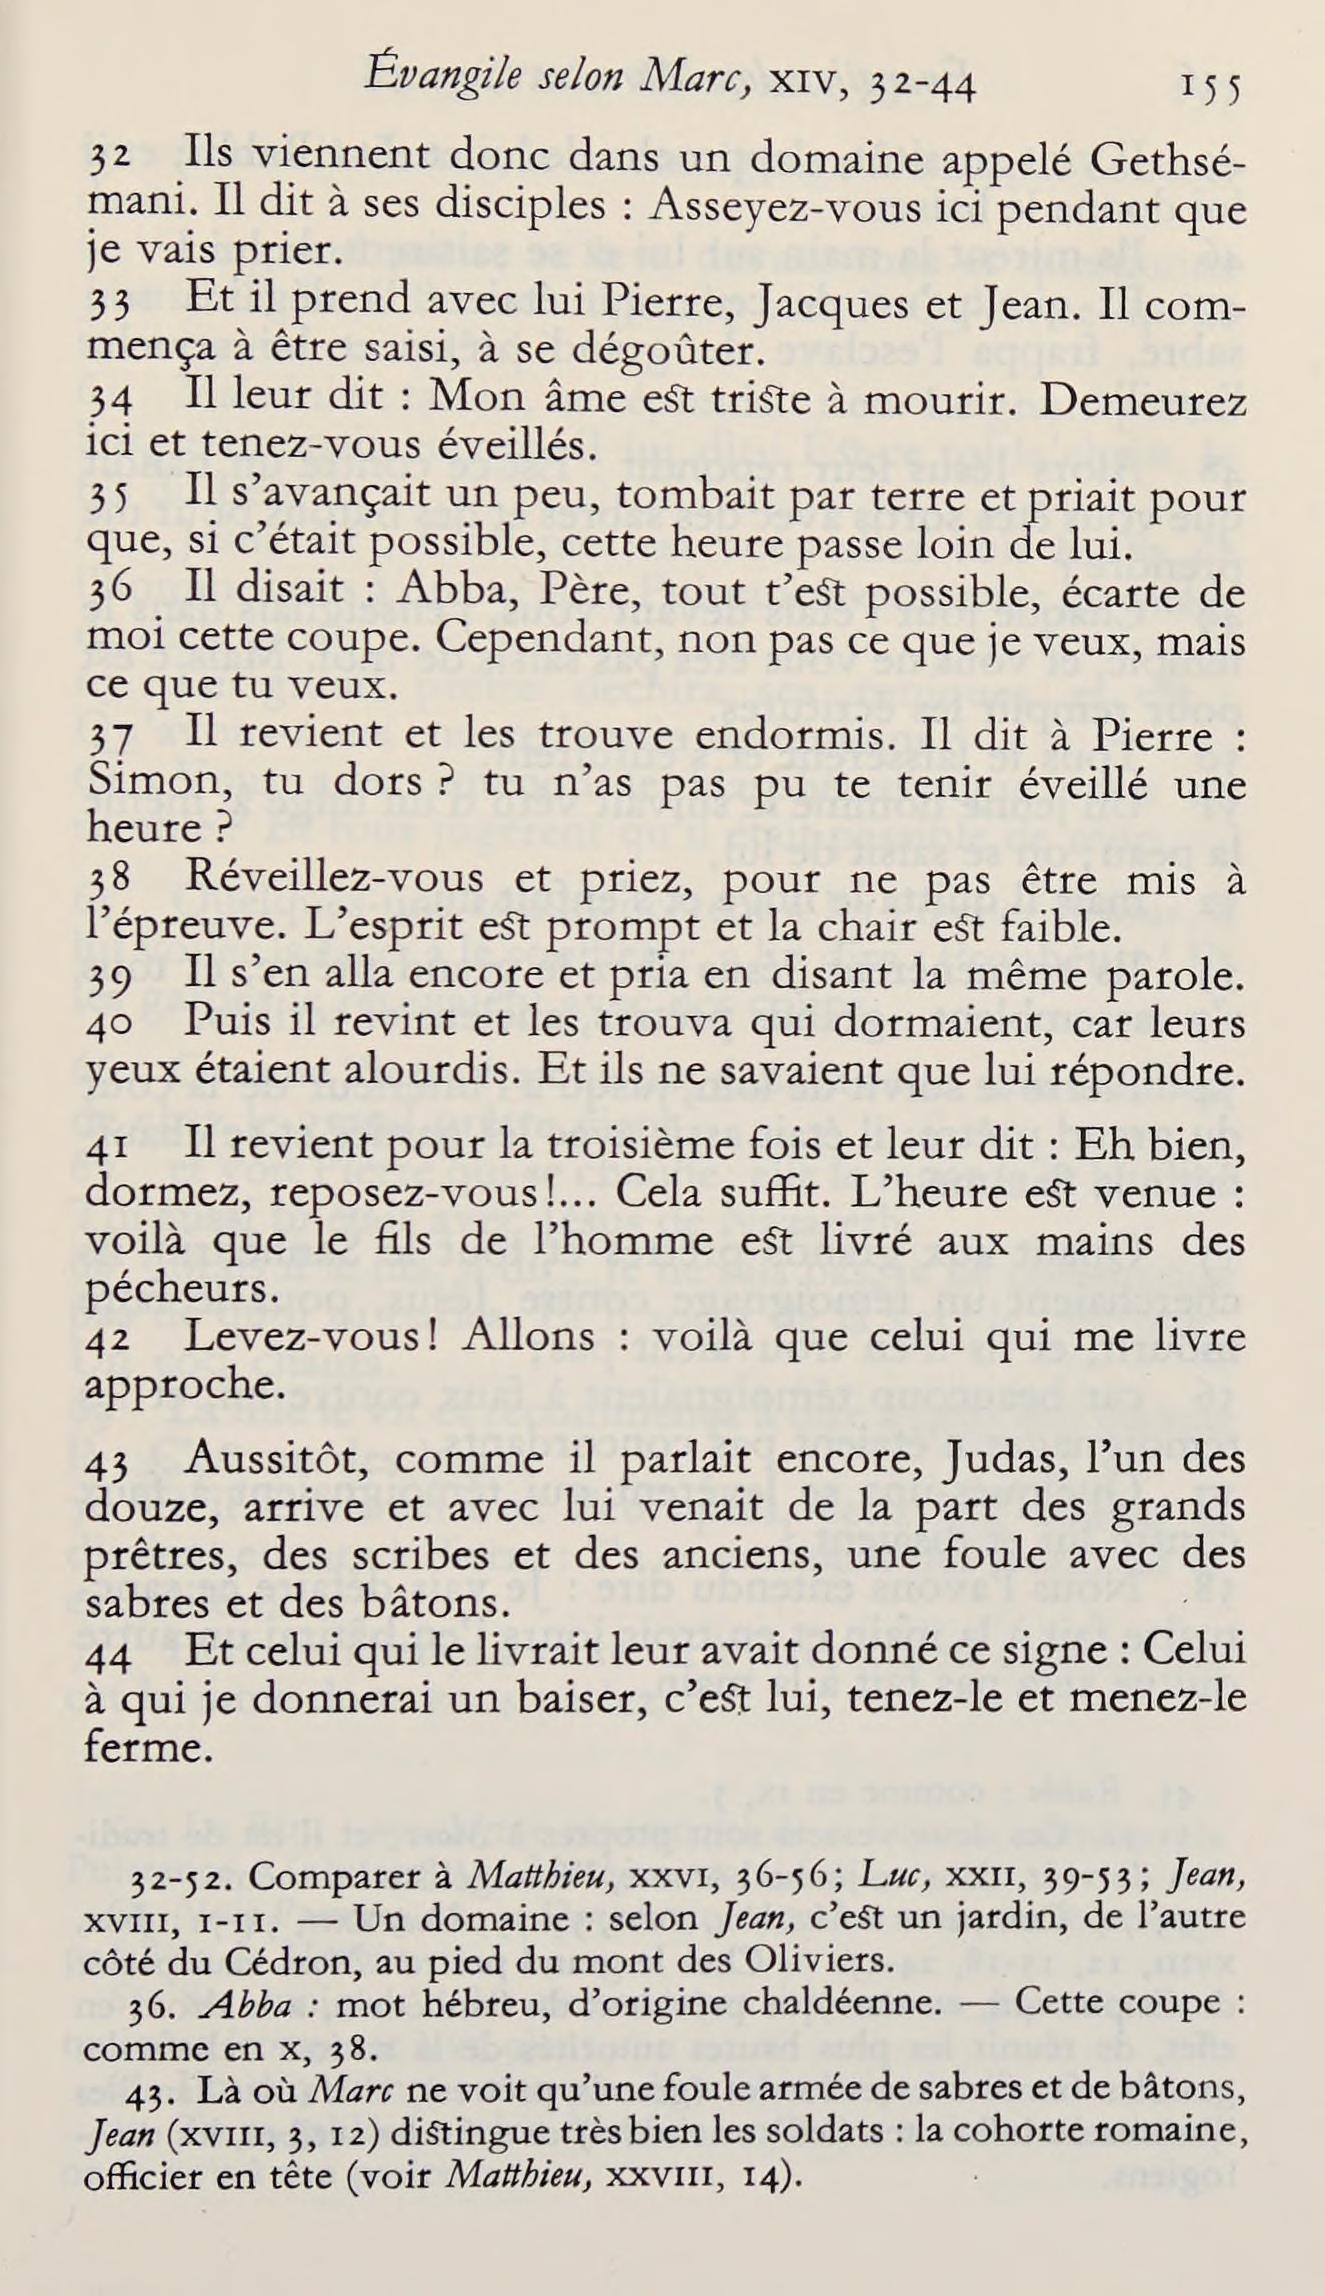 Évangile selon Marc, XIV, 32-44 155
32 Ils viennent donc dans un domaine appelé Gethsé-
mani. Il dit à ses disciples : Asseyez-vous ici pendant que
je vais prier.
33 Et il prend avec lui Pierre, Jacques et Jean. Il com-
mença à être saisi, à se dégoûter.
34 Il leur dit : Mon âme est triste à mourir. Demeurez
ici et tenez-vous éveillés.
35 Il s’avançait un peu, tombait par terre et priait pour
que, si c’était possible, cette heure passe loin de lui.
36 Il disait : Abba, Père, tout t’est possible, écarte de
moi cette coupe. Cependant, non pas ce que je veux, mais
ce que tu veux.
37 Il revient et les trouve endormis. Il dit à Pierre :
Simon, tu dors ? tu n’as pas pu te tenir éveillé une
heure ?
38 Réveillez-vous et priez, pour ne pas être mis à
l’épreuve. L’esprit est prompt et la chair est faible.
39 Il s’en alla encore et pria en disant la même parole.
40 Puis il revint et les trouva qui dormaient, car leurs
yeux étaient alourdis. Et ils ne savaient que lui répondre.
41 Il revient pour la troisième fois et leur dit : Eh bien,
dormez, reposez-vous!... Cela suffit. L’heure est venue :
voilà que le fils de l’homme est livré aux mains des
pécheurs.
42 Levez-vous! Allons : voilà que celui qui me livre
approche.
43 Aussitôt, comme il parlait encore, Judas, l’un des
douze, arrive et avec lui venait de la part des grands
prêtres, des scribes et des anciens, une foule avec des
sabres et des bâtons.
44 Et celui qui le livrait leur avait donné ce signe : Celui
à qui je donnerai un baiser, c’est lui, tenez-le et menez-le
ferme.
32-52. Comparer à Matthieu, XXVI, 36-56; Luc, XXII, 39-53; Jean,
XVIII, 1-11. — Un domaine : selon Jean, c’est un jardin, de l’autre
côté du Cédron, au pied du mont des Oliviers.
36. Abba : mot hébreu, d’origine chaldéenne. — Cette coupe :
comme en X, 38.
43. Là où Marc ne voit qu’une foule armée de sabres et de bâtons,
Jean (XVIII, 3, 12) distingue très bien les soldats : la cohorte romaine,
officier en tête (voir Matthieu, XXVIII, 14).